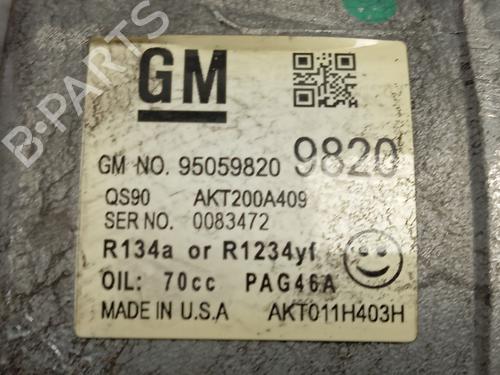 B-PARTS
GM
GM NO. 95059820 9820
QS90 AKT200A409
SER NO. 0083472
R134a or R1234yf
OIL: 70cc PAG46A
MADE IN U.S.A AKT011H403H